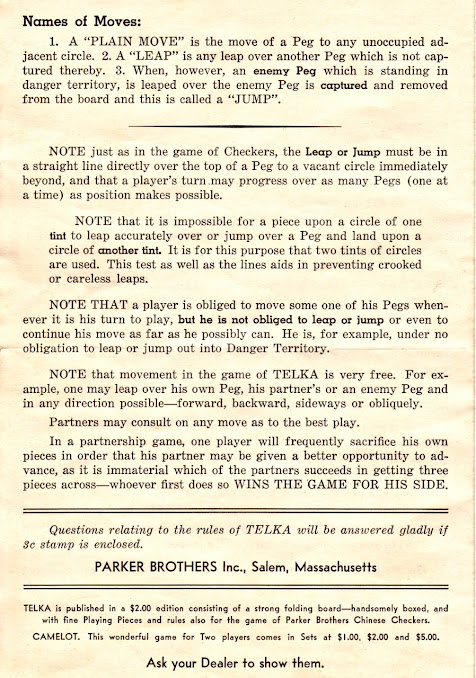 Names of Moves:
1. A "PLAIN MOVE" is the move of a Peg to any unoccupied ad-
jacent circle. 2. A "LEAP" is any leap over another Peg which is not cap-
tured thereby. 3. When, however, an enemy Peg which is standing in
danger territory, is leaped over the enemy Peg is captured and removed
from the board and this is called a "JUMP".
NOTE just as in the game of Checkers, the Leap or Jump must be in
a straight line directly over the top of a Peg to a vacant circle immediately
beyond, and that a player's turn may progress over as many Pegs (one at
a time) as position makes possible.
NOTE that it is impossible for a piece upon a circle of one
tint to leap accurately over or jump over a Peg and land upon a
circle of another tint. It is for this purpose that two tints of circles
are used. This test as well as the lines aids in preventing crooked
or careless leaps.
NOTE THAT a player is obliged to move some one of his Pegs when-
ever it is his turn to play, but he is not obliged to leap or jump or even to
continue his move as far as he possibly can. He is, for example, under no
obligation to leap or jump out into Danger Territory.
NOTE that movement in the game of TELKA is very free. For ex-
ample, one may leap over his own Peg, his partner's or an enemy Peg and
in any direction possible—forward, backward, sideways or obliquely.
Partners may consult on any move as to the best play.
In a partnership game, one player will frequently sacrifice his own
pieces in order that his partner may be given a better opportunity to ad-
vance, as it is immaterial which of the partners succeeds in getting three
pieces across—whoever first does so WINS THE GAME FOR HIS SIDE.
Questions relating to the rules of TELKA will be answered gladly if
3c stamp is enclosed.
PARKER BROTHERS Inc., Salem, Massachusetts
TELKA is published in a $2.00 edition consisting of a strong folding board—handsomely boxed, and
with fine Playing Pieces and rules also for the game of Parker Brothers Chinese Checkers.
CAMELOT. This wonderful game for Two players comes in Sets at $1.00, $2.00 and $5.00.
Ask your Dealer to show them.